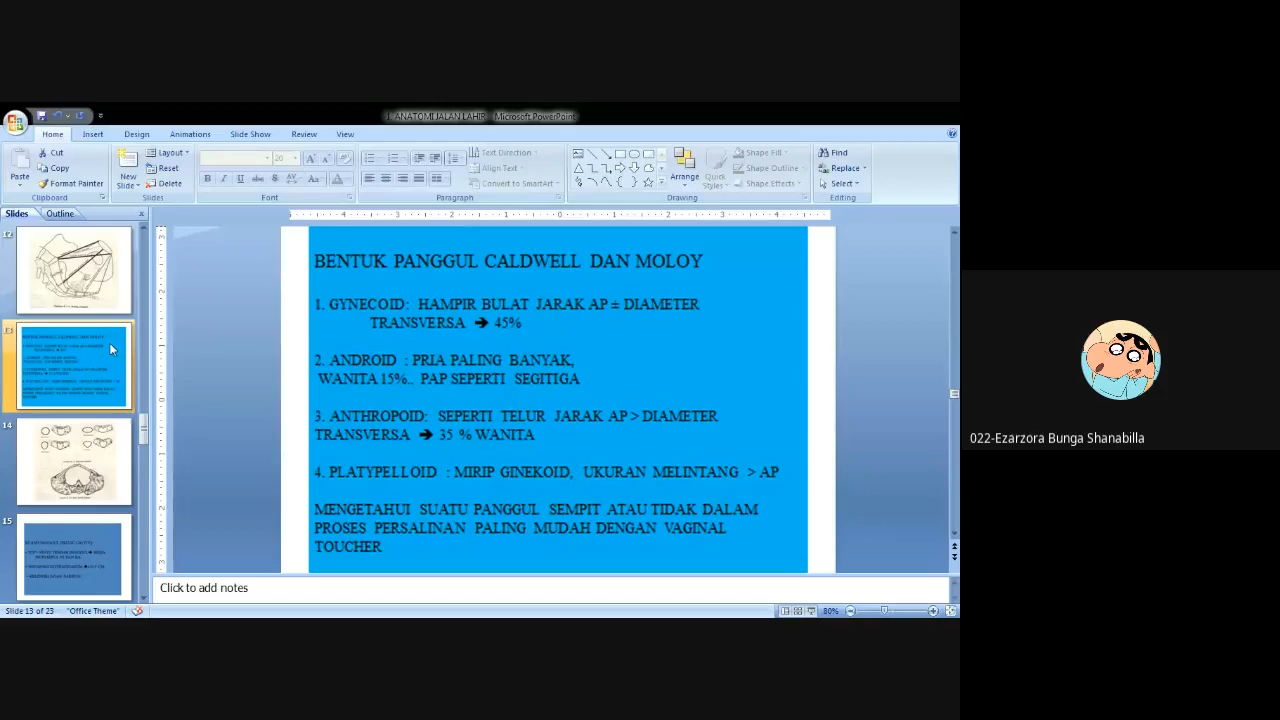 1. ANATOMI JALAN LAHIR - Microsoft PowerPoint
Home Insert Design Animations Slide Show Review View
Paste
Cut
Copy
Format Painter
Clipboard
New Slide
Layout
Reset
Delete
Slides
20
Font
Text Direction
Align Text
Convert to SmartArt
Paragraph
Arrange
Quick Styles
Shape Fill
Shape Outline
Shape Effects
Drawing
Find
Replace
Select
Editing
Slides Outline
12
13
14
15
BENTUK PANGGUL CALDWELL DAN MOLOY
1. GYNECOID: HAMPIR BULAT JARAK AP ± DIAMETER
TRANSVERSA ➔ 45%
2. ANDROID : PRIA PALING BANYAK,
WANITA 15%.. PAP SEPERTI SEGITIGA
3. ANTHROPOID: SEPERTI TELUR JARAK AP > DIAMETER
TRANSVERSA ➔ 35 % WANITA
4. PLATYPELLOID : MIRIP GINEKOID, UKURAN MELINTANG > AP
MENGETAHUI SUATU PANGGUL SEMPIT ATAU TIDAK DALAM
PROSES PERSALINAN PALING MUDAH DENGAN VAGINAL
TOUCHER
Click to add notes
Slide 13 of 23 "Office Theme" 80%
022-Ezarzora Bunga Shanabilla